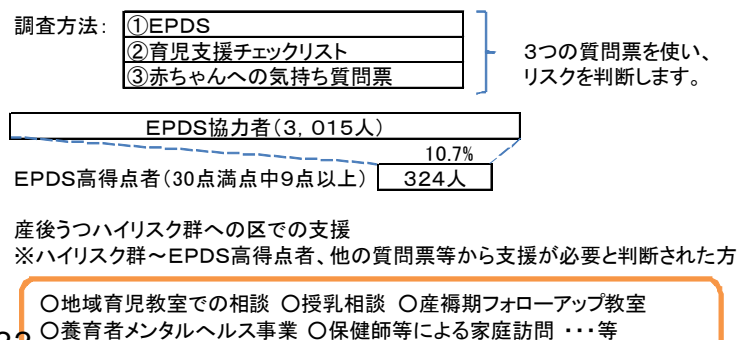 調査方法: ①EPDS
②育児支援チェックリスト
③赤ちゃんへの気持ち質問票
3つの質問票を使い、
リスクを判断します。
EPDS協力者(3,015人)
10.7%
EPDS高得点者(30点満点中9点以上) 324人
産後うつハイリスク群への区での支援
※ハイリスク群~EPDS高得点者、他の質問票等から支援が必要と判断された方
○地域育児教室での相談 ○授乳相談 ○産褥期フォローアップ教室
○養育者メンタルヘルス事業 ○保健師等による家庭訪問 ・・・等